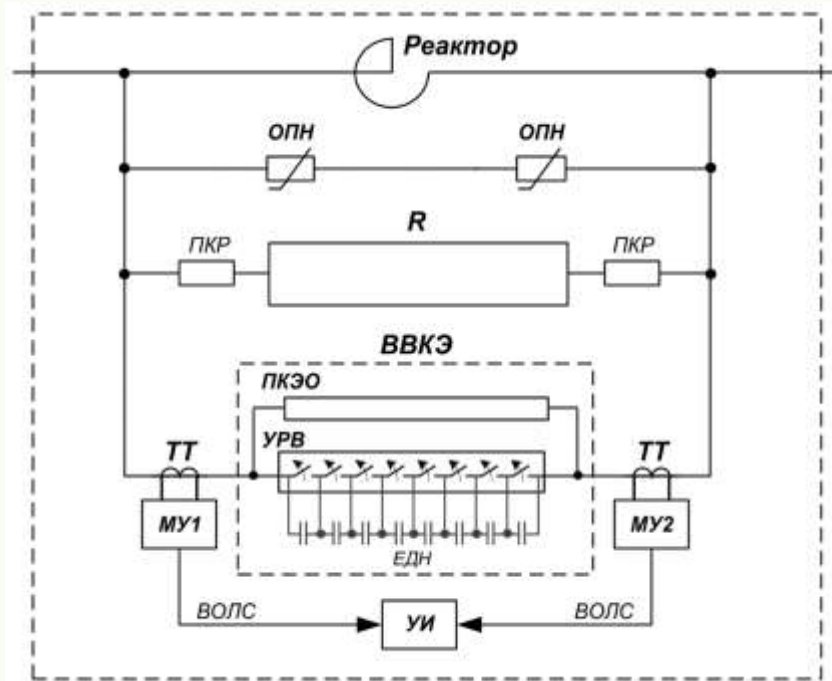 Реактор
ОПН
ОПН
R
ПКР
ПКР
ВВКЭ
ПКЭО
УРВ
ТТ
ТТ
МУ1
МУ2
ЕДН
ВОЛС
УИ
ВОЛС